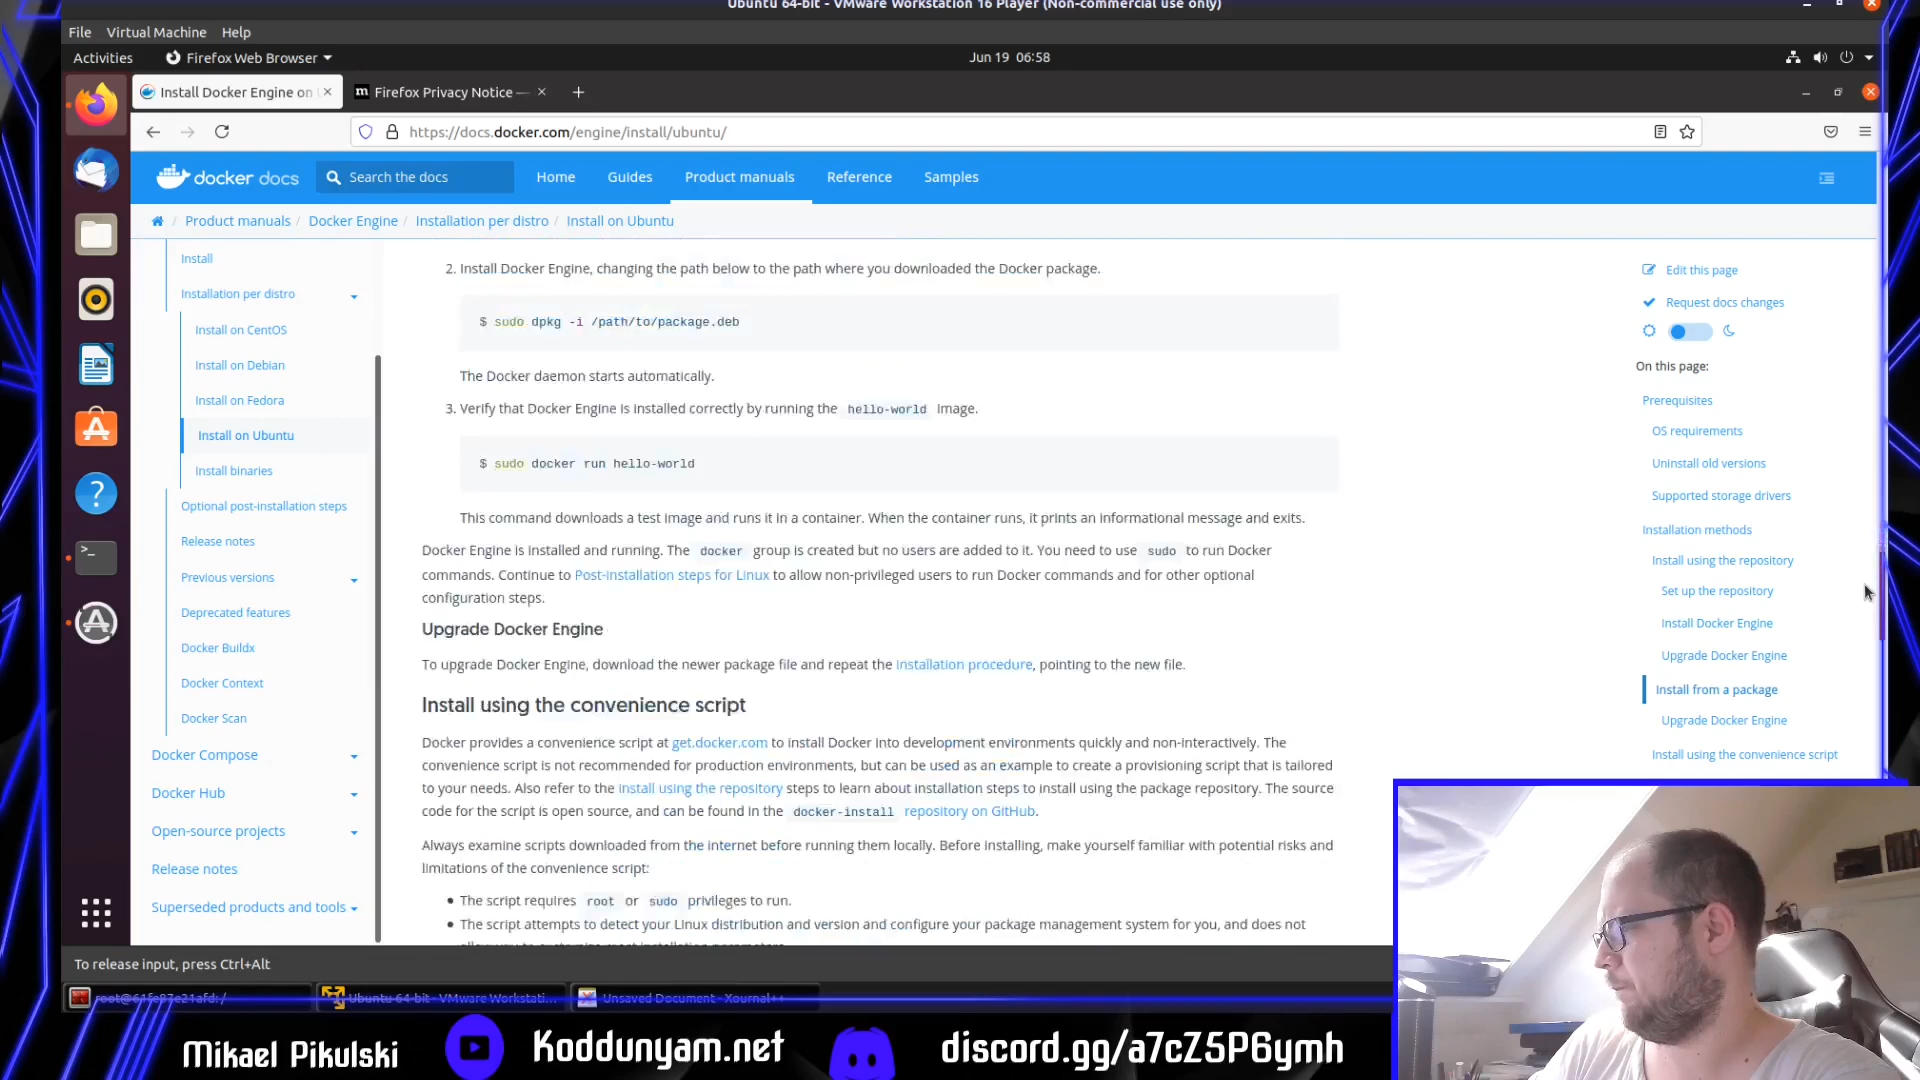 Ubuntu 64-bit - VMware Workstation 16 Player (Non-commercial use only)
File Virtual Machine Help
Activities Firefox Web Browser Jun 19 06:58
Install Docker Engine on Firefox Privacy Notice —
https://docs.docker.com/engine/install/ubuntu/
docker docs Search the docs Home Guides Product manuals Reference Samples
/ Product manuals / Docker Engine / Installation per distro / Install on Ubuntu
Install
Installation per distro
Install on CentOS
Install on Debian
Install on Fedora
Install on Ubuntu
Install binaries
Optional post-installation steps
Release notes
Previous versions
Deprecated features
Docker Buildx
Docker Context
Docker Scan
Docker Compose
Docker Hub
Open-source projects
Release notes
Superseded products and tools
2. Install Docker Engine, changing the path below to the path where you downloaded the Docker package.
$ sudo dpkg -i /path/to/package.deb
The Docker daemon starts automatically.
3. Verify that Docker Engine is installed correctly by running the hello-world image.
$ sudo docker run hello-world
This command downloads a test image and runs it in a container. When the container runs, it prints an informational message and exits.
Docker Engine is installed and running. The docker group is created but no users are added to it. You need to use sudo to run Docker
commands. Continue to Post-installation steps for Linux to allow non-privileged users to run Docker commands and for other optional
configuration steps.
Upgrade Docker Engine
To upgrade Docker Engine, download the newer package file and repeat the installation procedure, pointing to the new file.
Install using the convenience script
Docker provides a convenience script at get.docker.com to install Docker into development environments quickly and non-interactively. The
convenience script is not recommended for production environments, but can be used as an example to create a provisioning script that is tailored
to your needs. Also refer to the install using the repository steps to learn about installation steps to install using the package repository. The source
code for the script is open source, and can be found in the docker-install repository on GitHub.
Always examine scripts downloaded from the internet before running them locally. Before installing, make yourself familiar with potential risks and
limitations of the convenience script:
• The script requires root or sudo privileges to run.
• The script attempts to detect your Linux distribution and version and configure your package management system for you, and does not
Edit this page
Request docs changes
On this page:
Prerequisites
OS requirements
Uninstall old versions
Supported storage drivers
Installation methods
Install using the repository
Set up the repository
Install Docker Engine
Upgrade Docker Engine
Install from a package
Upgrade Docker Engine
Install using the convenience script
To release input, press Ctrl+Alt
root@61fe87e21afd: / Ubuntu 64-bit - VMware Workstati... Unsaved Document - Xournal++
Mikael Pikulski Koddunyam.net discord.gg/a7cZ5P6ymh